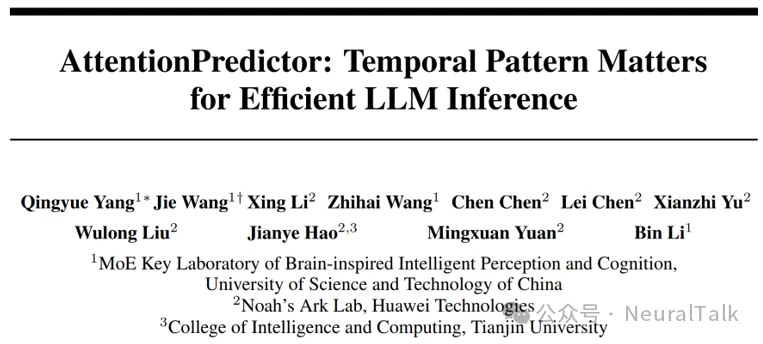 AttentionPredictor: Temporal Pattern Matters
for Efficient LLM Inference
Qingyue Yang¹* Jie Wang¹† Xing Li² Zhihai Wang¹ Chen Chen² Lei Chen² Xianzhi Yu²
Wulong Liu² Jianye Hao²,³ Mingxuan Yuan² Bin Li¹
¹MoE Key Laboratory of Brain-inspired Intelligent Perception and Cognition,
University of Science and Technology of China
²Noah's Ark Lab, Huawei Technologies
公众号 · NeuralTalk
³College of Intelligence and Computing, Tianjin University